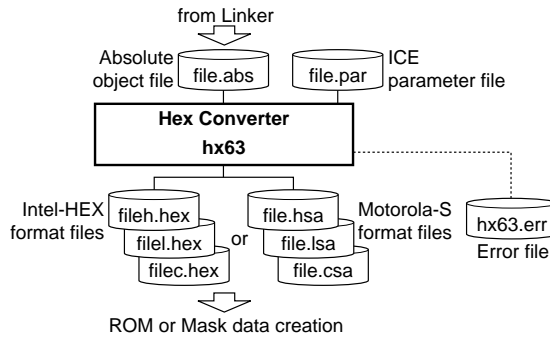 from Linker
Absolute
object file
file.abs
file.par
ICE
parameter file
Hex Converter
hx63
Intel-HEX
format files
fileh.hex
filel.hex
filec.hex
or
file.hsa
file.lsa
file.csa
Motorola-S
format files
hx63.err
Error file
ROM or Mask data creation